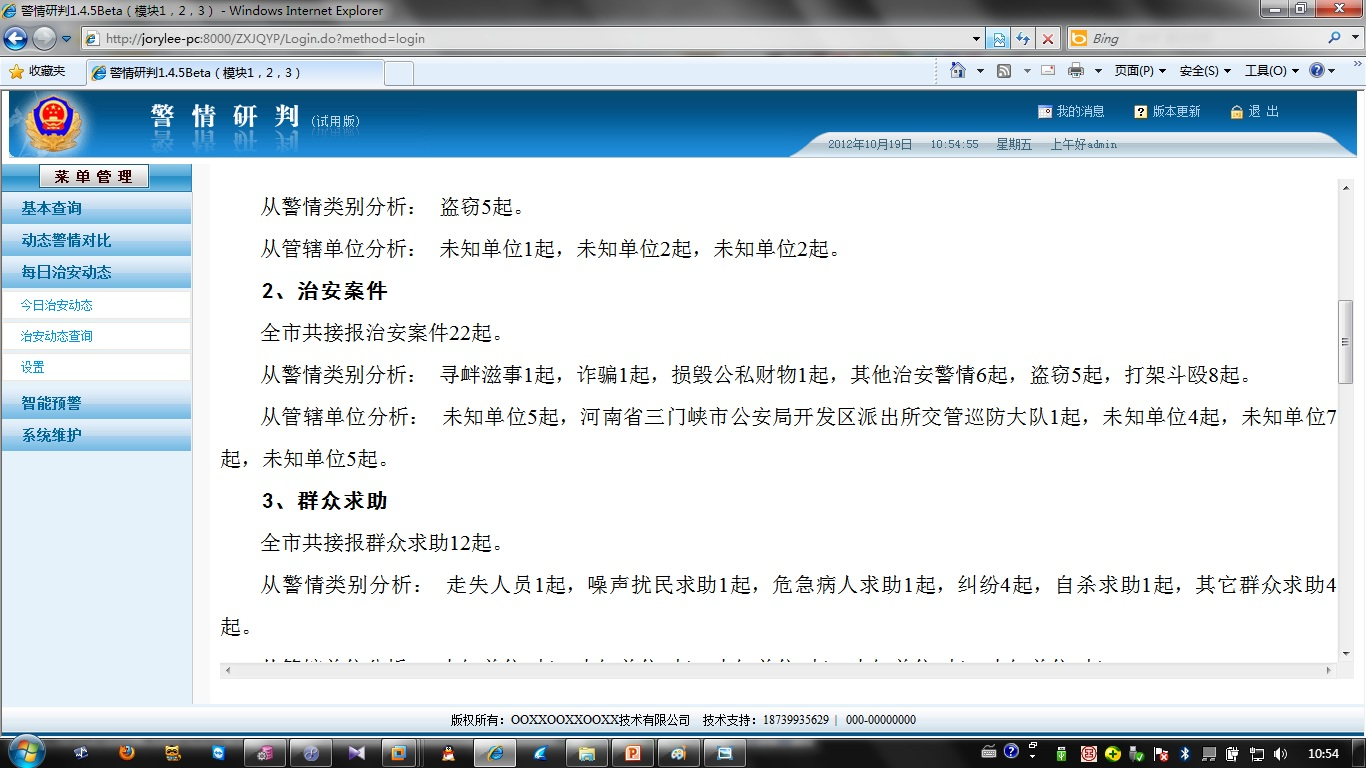 警情研判1.4.5Beta（模块1，2，3） - Windows Internet Explorer
http://jorylee-pc:8000/ZXJQYP/Login.do?method=login
Bing
收藏夹
警情研判1.4.5Beta（模块1，2，3）
页面(P)
安全(S)
工具(O)
警情研判（试用版）
我的消息
版本更新
退 出
2012年10月19日 10:54:55 星期五 上午好admin
菜单管理
基本查询
动态警情对比
每日治安动态
今日治安动态
治安动态查询
设置
智能预警
系统维护
从警情类别分析： 盗窃5起。
从管辖单位分析： 未知单位1起，未知单位2起，未知单位2起。
2、治安案件
全市共接报治安案件22起。
从警情类别分析： 寻衅滋事1起，诈骗1起，损毁公私财物1起，其他治安警情6起，盗窃5起，打架斗殴8起。
从管辖单位分析： 未知单位5起，河南省三门峡市公安局开发区派出所交管巡防大队1起，未知单位4起，未知单位7
起，未知单位5起。
3、群众求助
全市共接报群众求助12起。
从警情类别分析： 走失人员1起，噪声扰民求助1起，危急病人求助1起，纠纷4起，自杀求助1起，其它群众求助4
起。
版权所有：OOXXOOXXOOXX技术有限公司 技术支持：18739935629 | 000-00000000
10:54